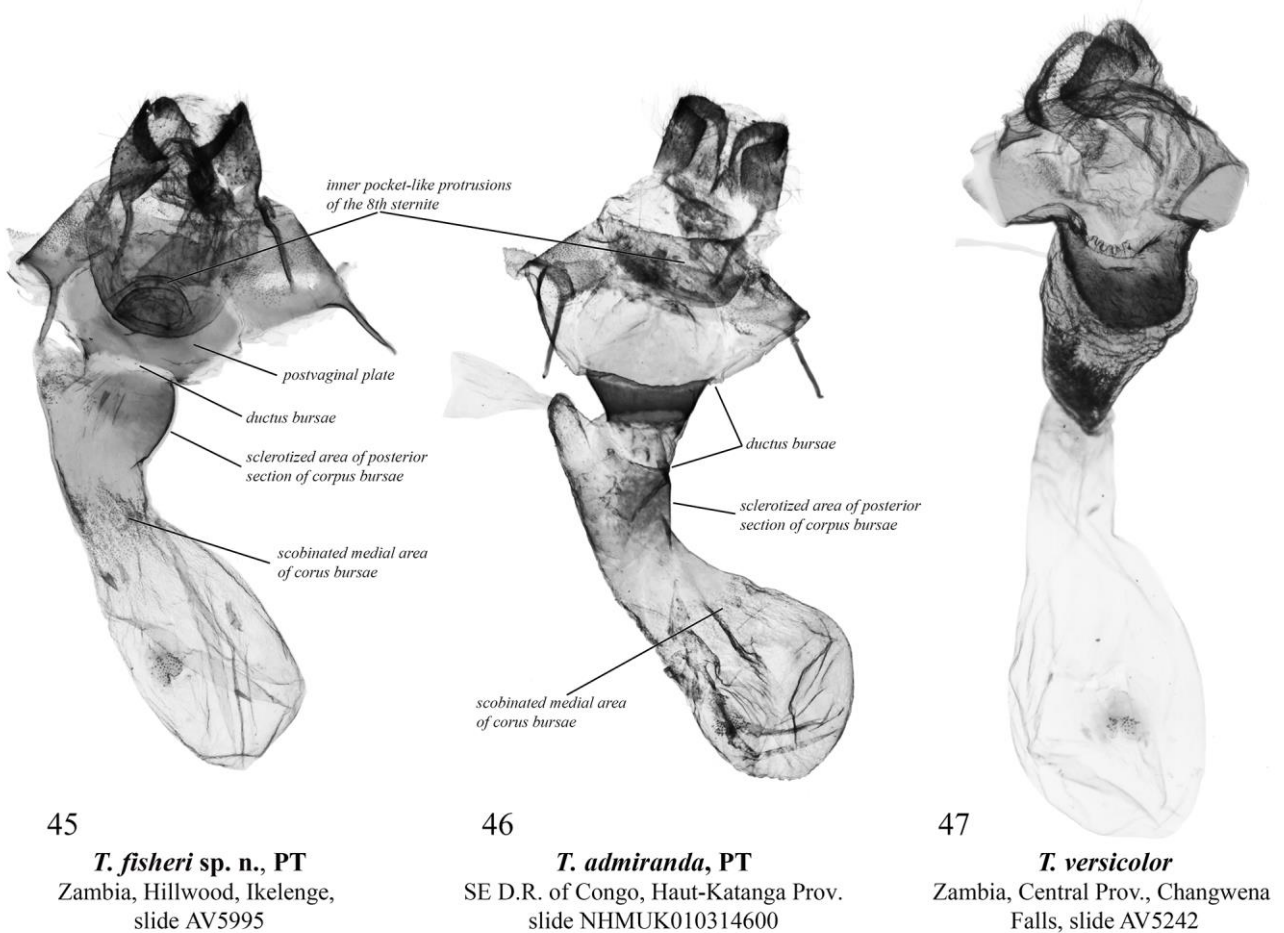 inner pocket-like protrusions
of the 8th sternite
postvaginal plate
ductus bursae
sclerotized area of posterior
section of corpus bursae
scobinated medial area
of corus bursae
ductus bursae
sclerotized area of posterior
section of corpus bursae
scobinated medial area
of corus bursae
45
T. fisheri sp. n., PT
Zambia, Hillwood, Ikelenge,
slide AV5995
46
T. admiranda, PT
SE D.R. of Congo, Haut-Katanga Prov.
slide NHMUK010314600
47
T. versicolor
Zambia, Central Prov., Changwena
Falls, slide AV5242